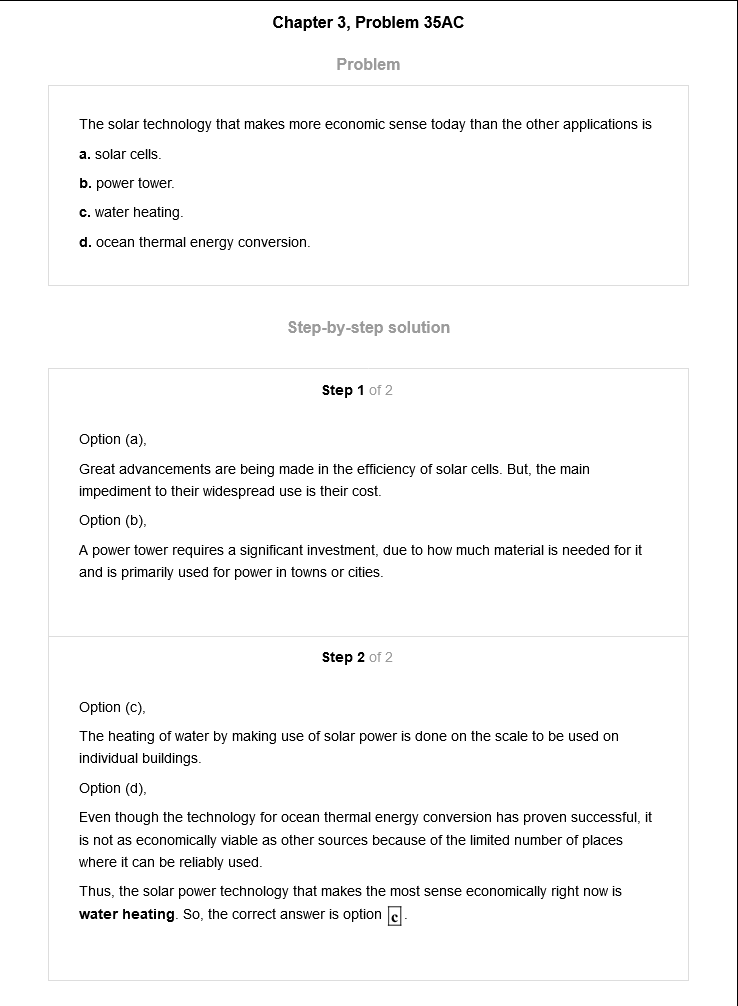 Chapter 3, Problem 35AC
Problem
The solar technology that makes more economic sense today than the other applications is
a. solar cells.
b. power tower.
c. water heating.
d. ocean thermal energy conversion.
Step-by-step solution
Step 1 of 2
Option (a),
Great advancements are being made in the efficiency of solar cells. But, the main
impediment to their widespread use is their cost.
Option (b),
A power tower requires a significant investment, due to how much material is needed for it
and is primarily used for power in towns or cities.
Step 2 of 2
Option (c),
The heating of water by making use of solar power is done on the scale to be used on
individual buildings.
Option (d),
Even though the technology for ocean thermal energy conversion has proven successful, it
is not as economically viable as other sources because of the limited number of places
where it can be reliably used.
Thus, the solar power technology that makes the most sense economically right now is
water heating. So, the correct answer is option c.